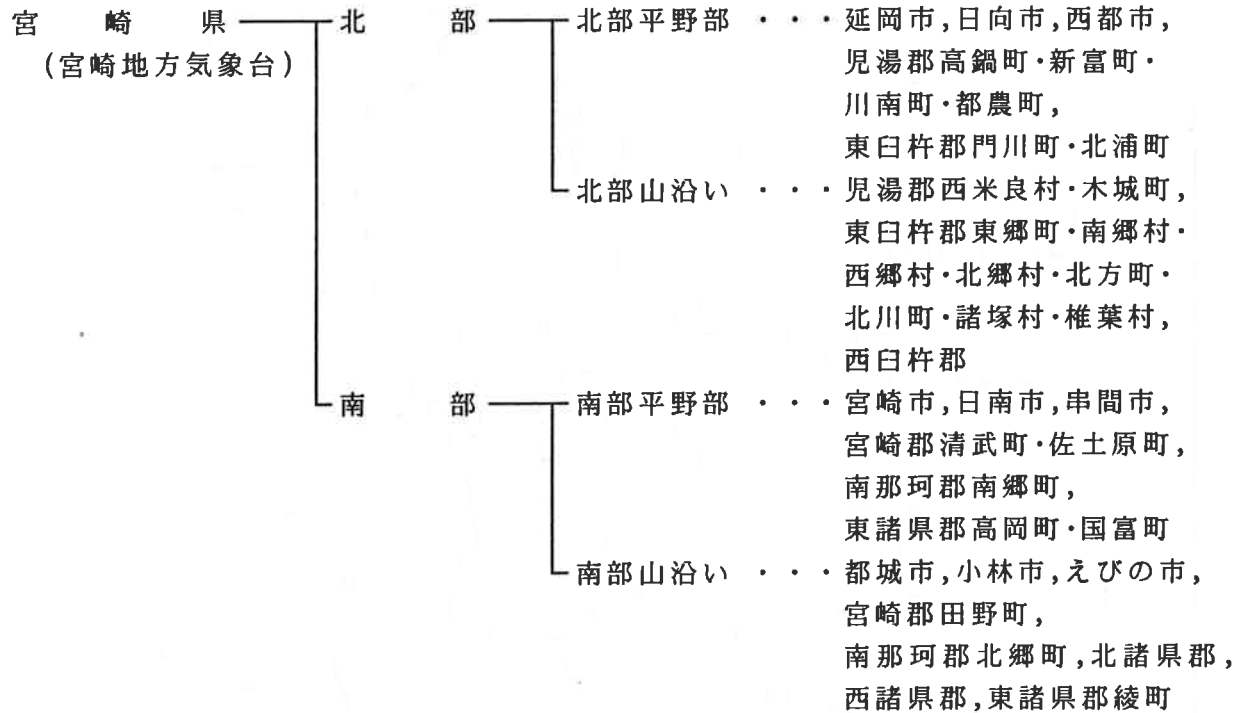 宮崎県 北部 北部平野部 ・・・延岡市,日向市,西都市,
(宮崎地方気象台) 児湯郡高鍋町・新富町・
川南町・都農町,
東臼杵郡門川町・北浦町
北部山沿い ・・・児湯郡西米良村・木城町,
東臼杵郡東郷町・南郷村・
西郷村・北郷村・北方町・
北川町・諸塚村・椎葉村,
西臼杵郡
南部 南部平野部 ・・・宮崎市,日南市,串間市,
宮崎郡清武町・佐土原町,
南那珂郡南郷町,
東諸県郡高岡町・国富町
南部山沿い ・・・都城市,小林市,えびの市,
宮崎郡田野町,
南那珂郡北郷町,北諸県郡,
西諸県郡,東諸県郡綾町